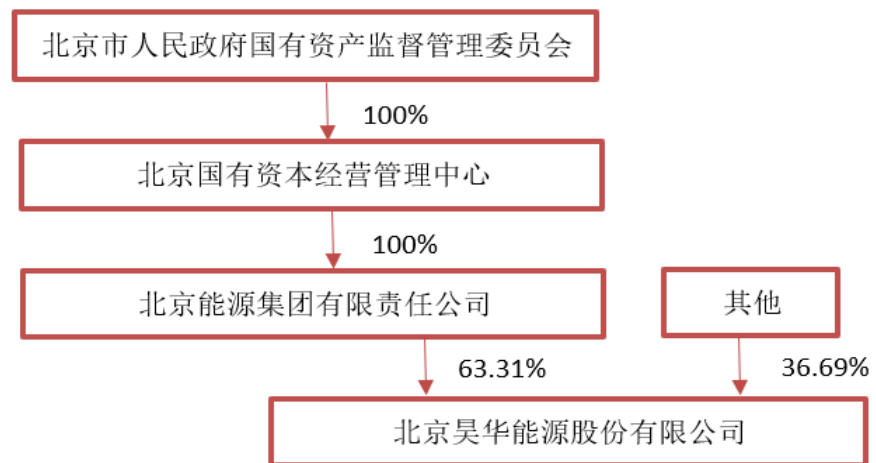 北京市人民政府国有资产监督管理委员会
100%
北京国有资本经营管理中心
100%
北京能源集团有限责任公司
其他
63.31%
36.69%
北京昊华能源股份有限公司